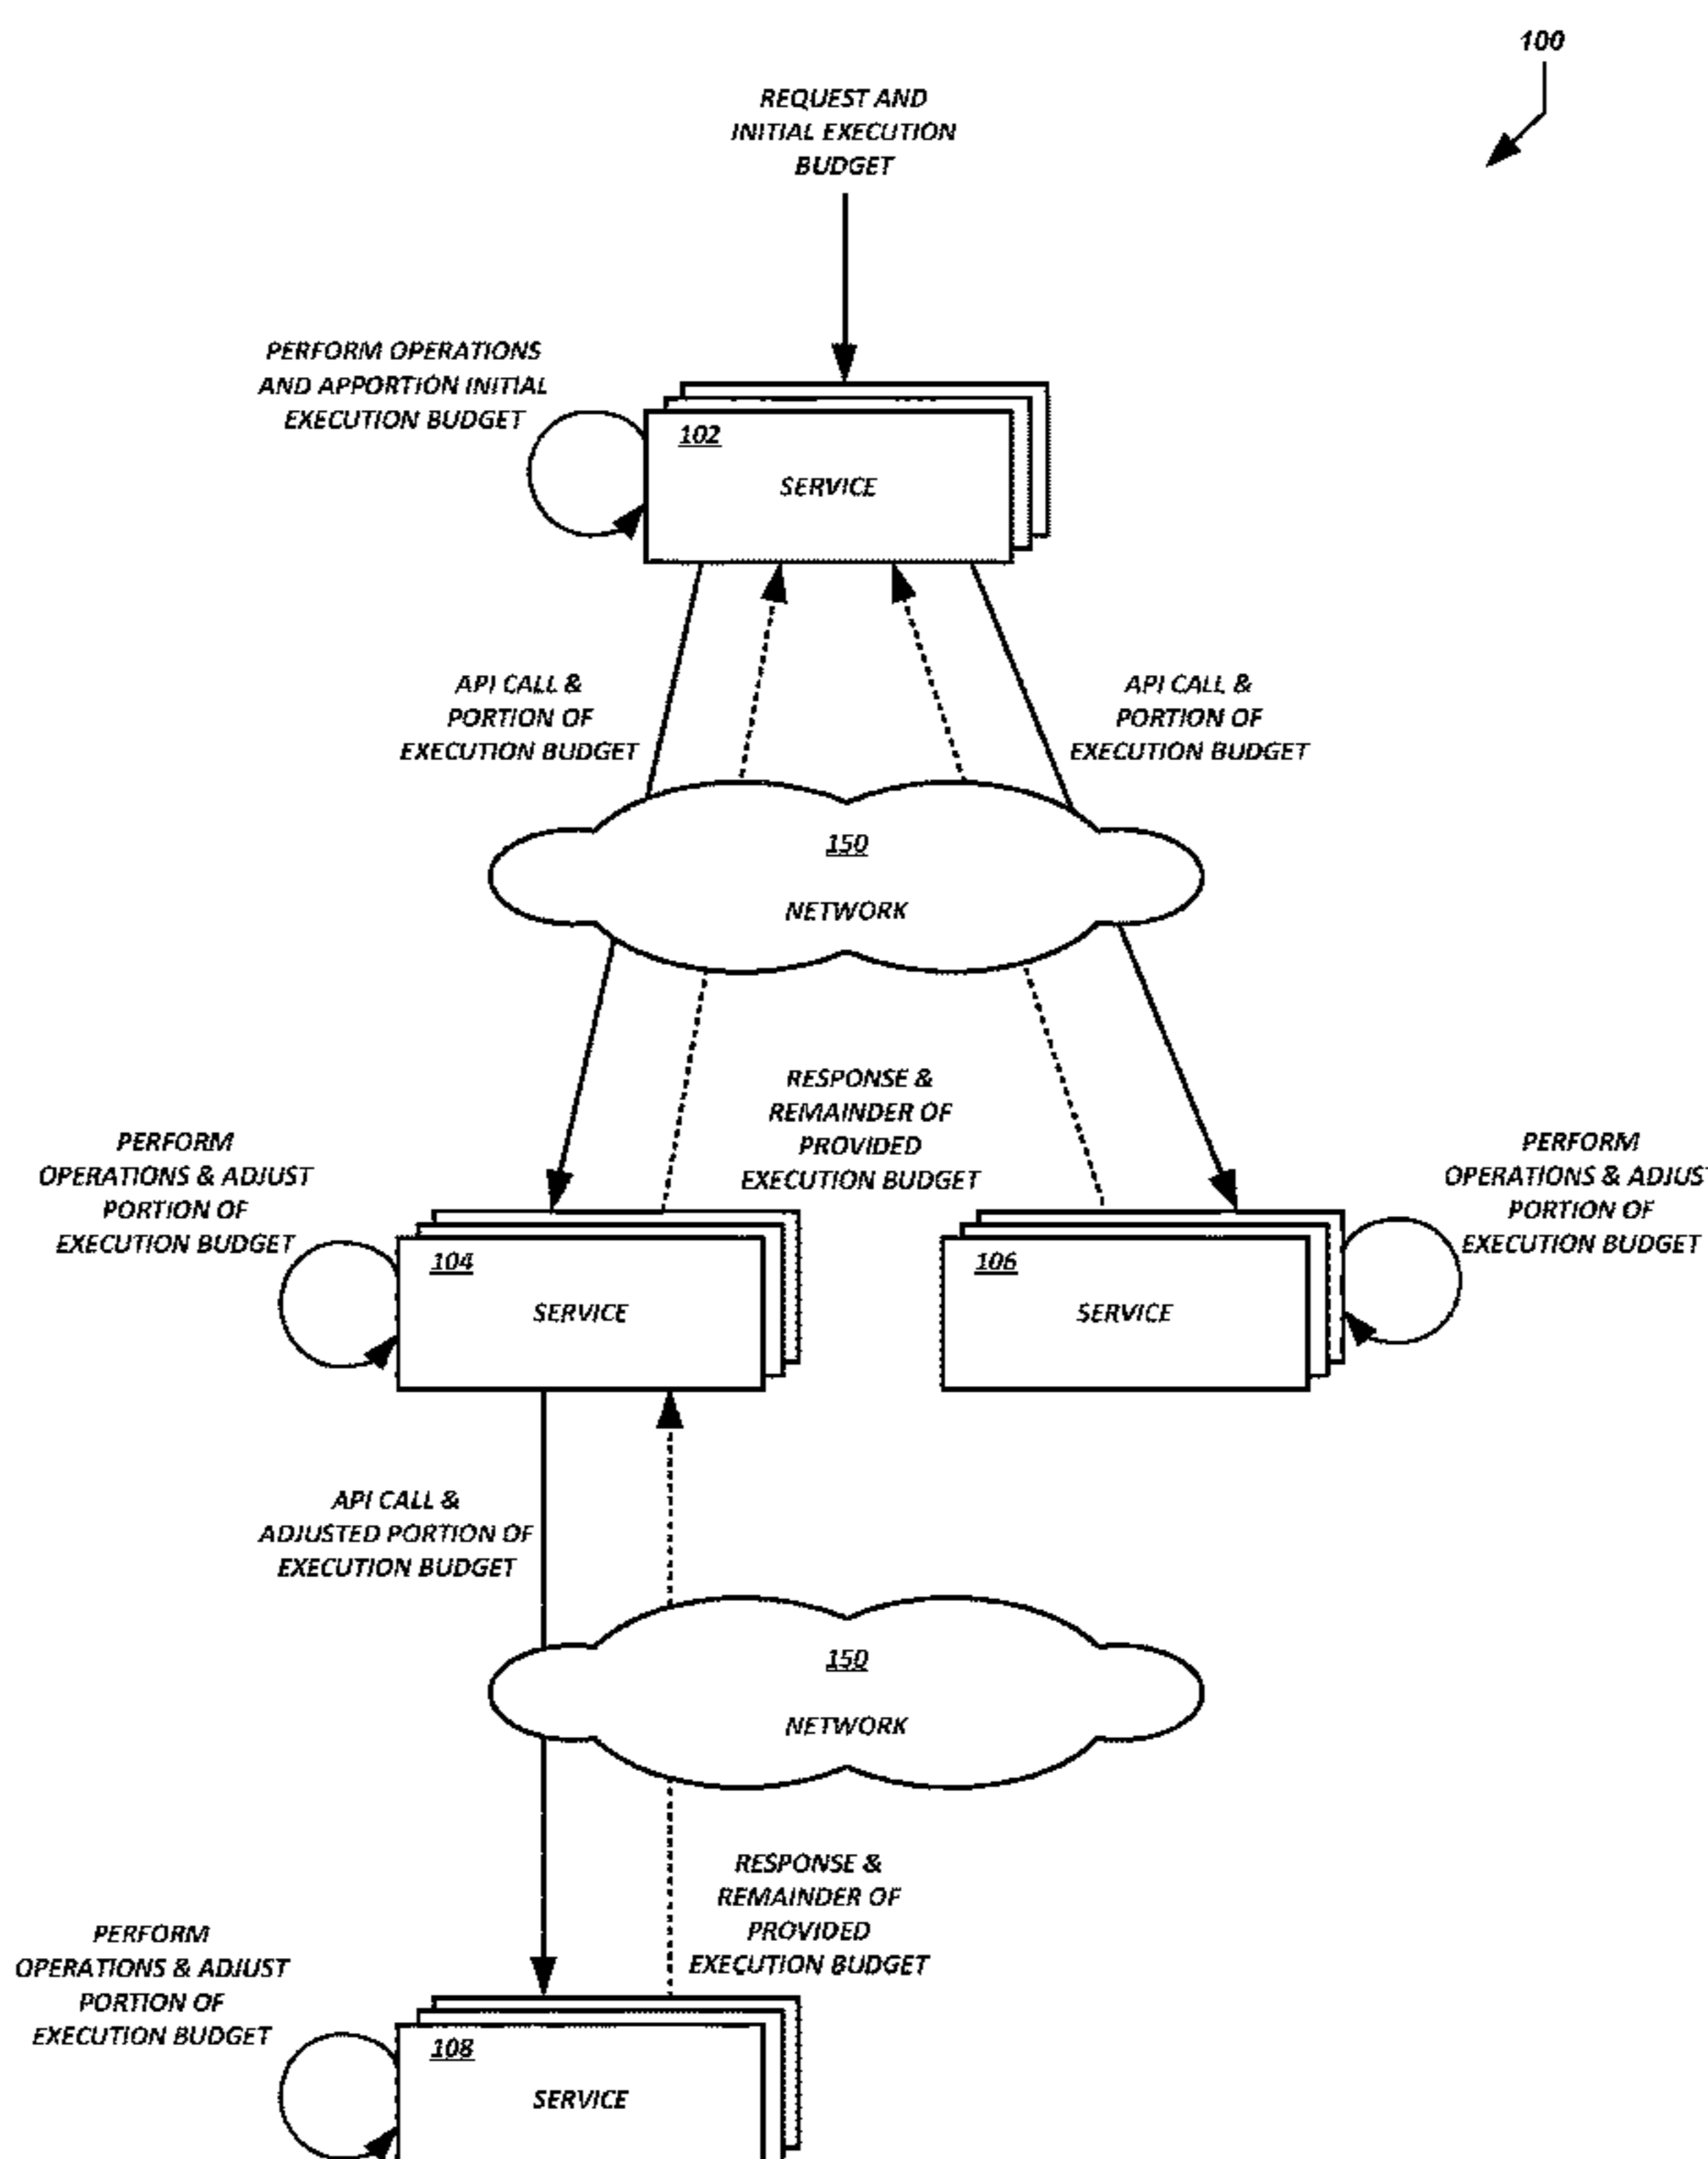 100
REQUEST AND
INITIAL EXECUTION
BUDGET
PERFORM OPERATIONS
AND APPORTION INITIAL
EXECUTION BUDGET
102
SERVICE
API CALL &
PORTION OF
EXECUTION BUDGET
API CALL &
PORTION OF
EXECUTION BUDGET
150
NETWORK
RESPONSE &
REMAINDER OF
PROVIDED
EXECUTION BUDGET
PERFORM
OPERATIONS & ADJUST
PORTION OF
EXECUTION BUDGET
PERFORM
OPERATIONS & ADJUST
PORTION OF
EXECUTION BUDGET
104
SERVICE
106
SERVICE
API CALL &
ADJUSTED PORTION OF
EXECUTION BUDGET
150
NETWORK
RESPONSE &
REMAINDER OF
PROVIDED
EXECUTION BUDGET
PERFORM
OPERATIONS & ADJUST
PORTION OF
EXECUTION BUDGET
108
SERVICE